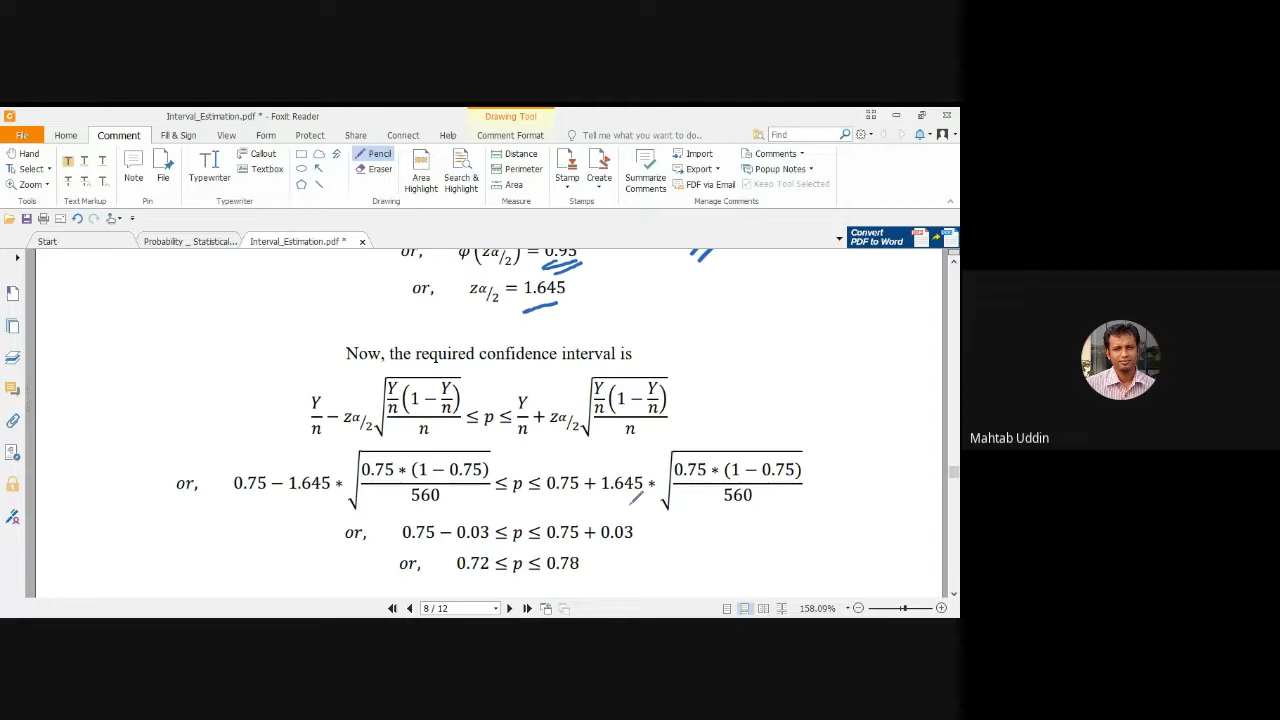 Interval_Estimation.pdf * - Foxit Reader
Drawing Tool
File Home Comment Fill & Sign View Form Protect Share Connect Help Comment Format Tell me what you want to do.. Find
Hand
Select
Zoom
Tools
Text Markup
Note
File
Pin
Typewriter
Callout
Textbox
Typewriter
Pencil
Eraser
Drawing
Area Highlight
Search & Highlight
Distance
Perimeter
Area
Measure
Stamp
Create
Stamps
Summarize Comments
Import
Export
FDF via Email
Comments
Popup Notes
Keep Tool Selected
Manage Comments
Start Probability _ Statistical... Interval_Estimation.pdf *
Convert PDF to Word
or, φ(zα/2) = 0.95
or, zα/2 = 1.645
Now, the required confidence interval is
Y/n − zα/2 √(Y/n (1 − Y/n)/n) ≤ p ≤ Y/n + zα/2 √(Y/n (1 − Y/n)/n)
or, 0.75 − 1.645 * √(0.75 * (1 − 0.75)/560) ≤ p ≤ 0.75 + 1.645 * √(0.75 * (1 − 0.75)/560)
or, 0.75 − 0.03 ≤ p ≤ 0.75 + 0.03
or, 0.72 ≤ p ≤ 0.78
8 / 12
158.09%
Mahtab Uddin